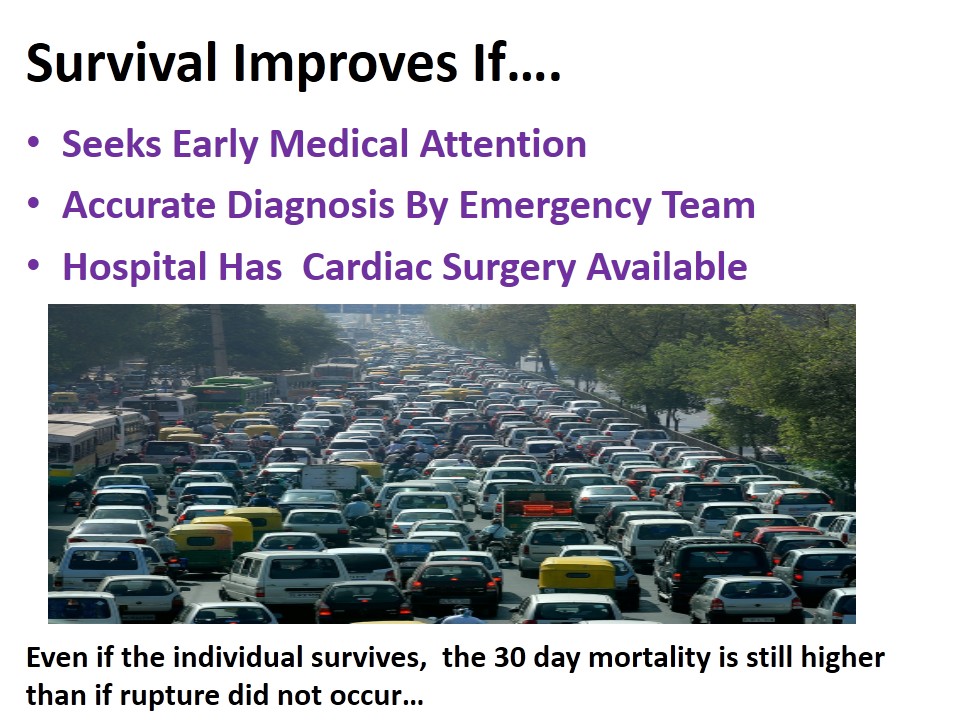 Survival Improves If....
• Seeks Early Medical Attention
• Accurate Diagnosis By Emergency Team
• Hospital Has  Cardiac Surgery Available
Even if the individual survives,  the 30 day mortality is still higher
than if rupture did not occur...